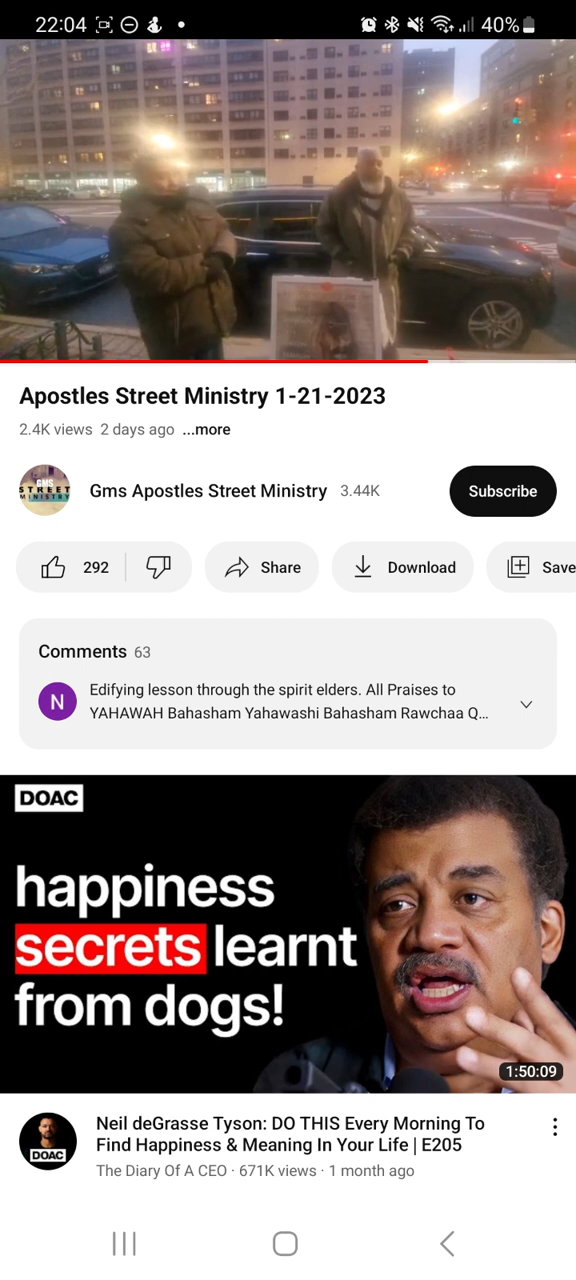 22:04
40%
Apostles Street Ministry 1-21-2023
2.4K views 2 days ago ...more
GMS
STREET
MINISTRY
Gms Apostles Street Ministry 3.44K
Subscribe
292
Share
Download
Save
Comments 63
N
Edifying lesson through the spirit elders. All Praises to
YAHAWAH Bahasham Yahawashi Bahasham Rawchaa Q...
DOAC
happiness
secrets learnt
from dogs!
1:50:09
DOAC
Neil deGrasse Tyson: DO THIS Every Morning To
Find Happiness & Meaning In Your Life | E205
The Diary Of A CEO · 671K views · 1 month ago